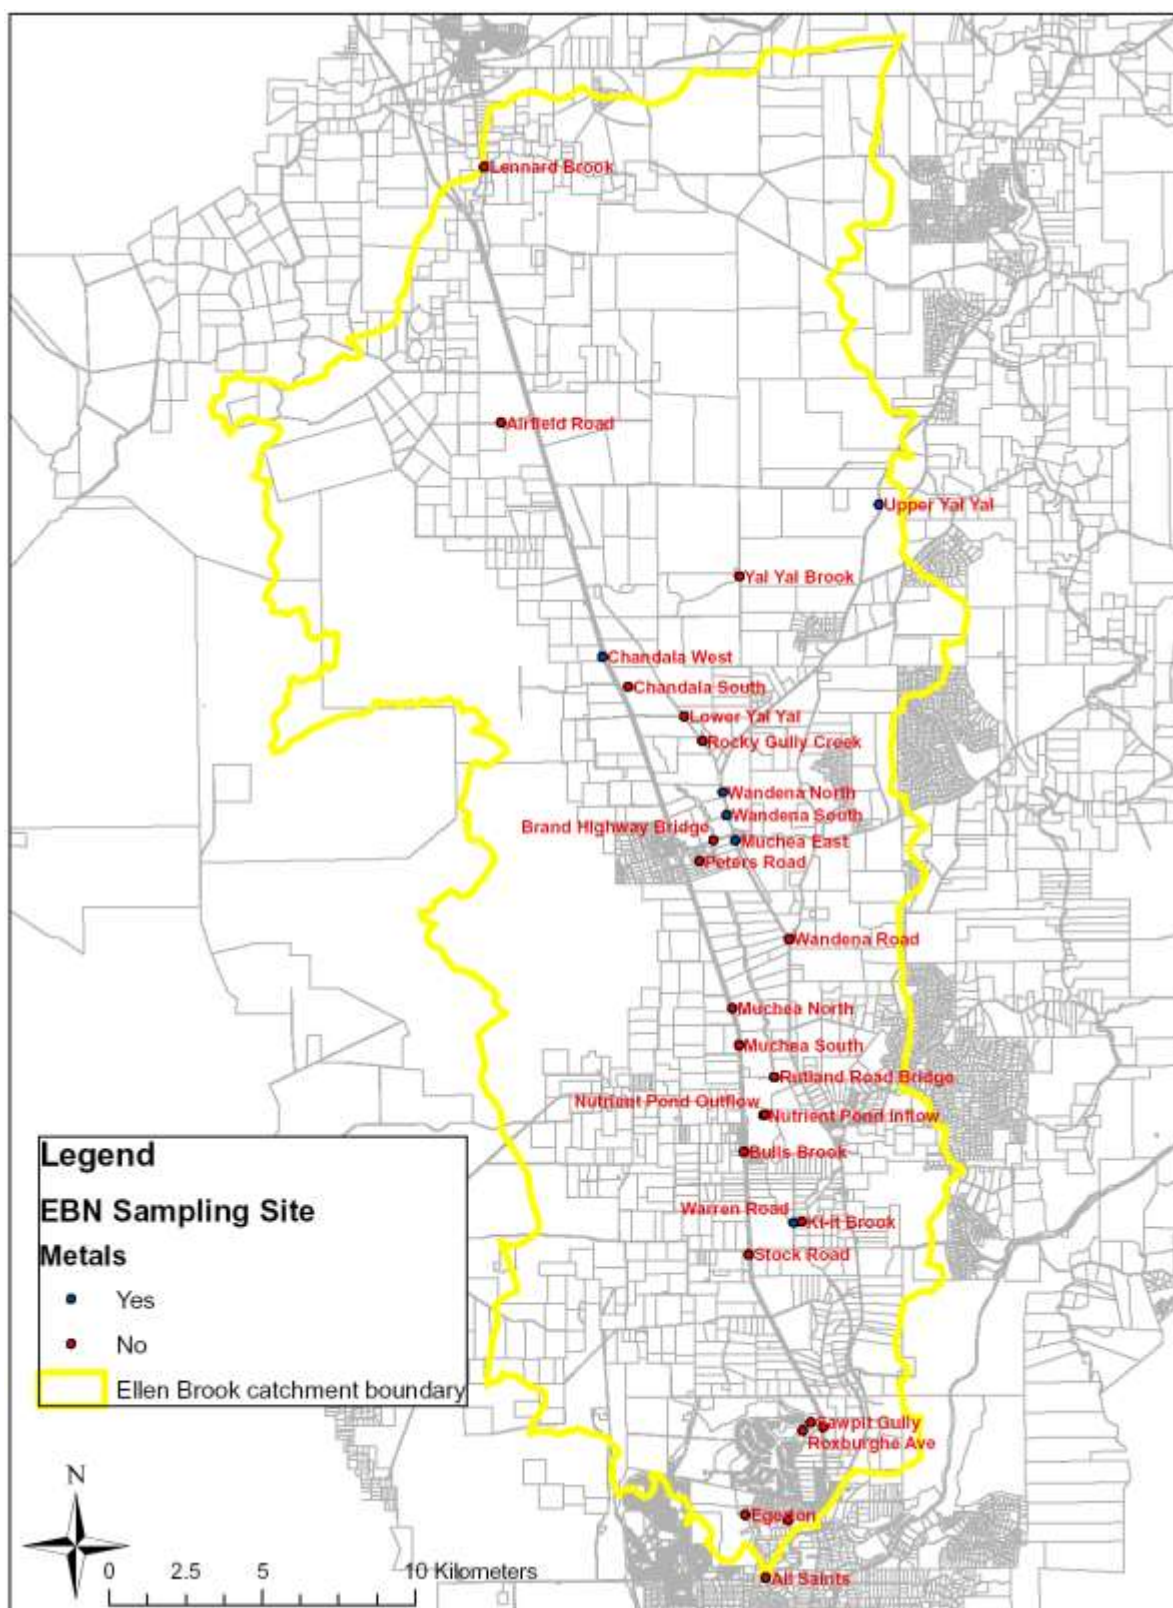 Lennard Brook
Airfield Road
Upper Yal Yal
Yal Yal Brook
Chandala West
Chandala South
Lower Yal Yal
Rocky Gully Creek
Wandena North
Wandena South
Brand HIghway Bridge
Muchea East
Peters Road
Wandena Road
Muchea North
Muchea South
Rutland Road Bridge
Nutrient Pond Outflow
Nutrient Pond Inflow
Bulls Brook
Warren Road
Ki-it Brook
Stock Road
Sawpit Gully
Roxburghe Ave
Egerton
All Saints
Legend
EBN Sampling Site
Metals
Yes
No
Ellen Brook catchment boundary
N
0 2.5 5 10 Kilometers